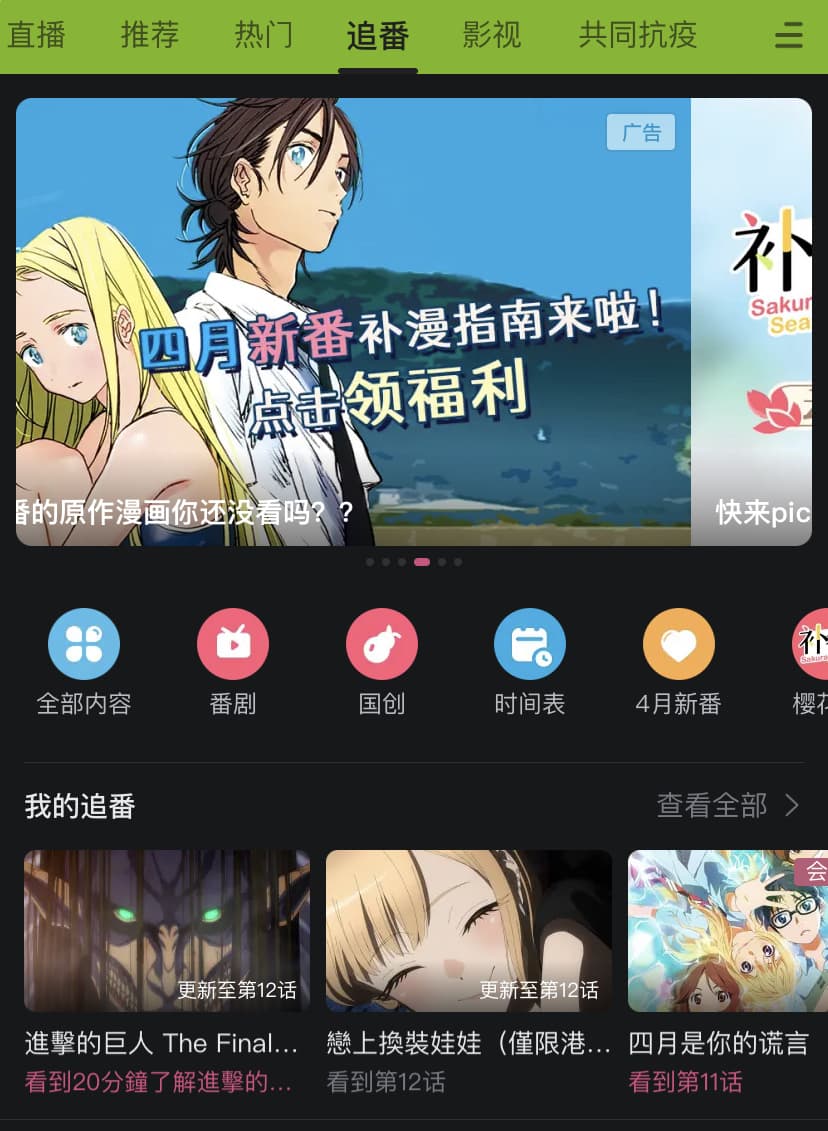 直播 推荐 热门 追番 影视 共同抗疫
广告
四月新番补漫指南来啦！
点击领福利
番的原作漫画你还没看吗？？
补
Sakur
Sea
快来pic
全部内容 番剧 国创 时间表 4月新番 樱花
补
Sakura
我的追番 查看全部
会
更新至第12话 更新至第12话
進擊的巨人 The Final... 戀上換裝娃娃（僅限港... 四月是你的谎言
看到20分鐘了解進擊的... 看到第12话 看到第11话